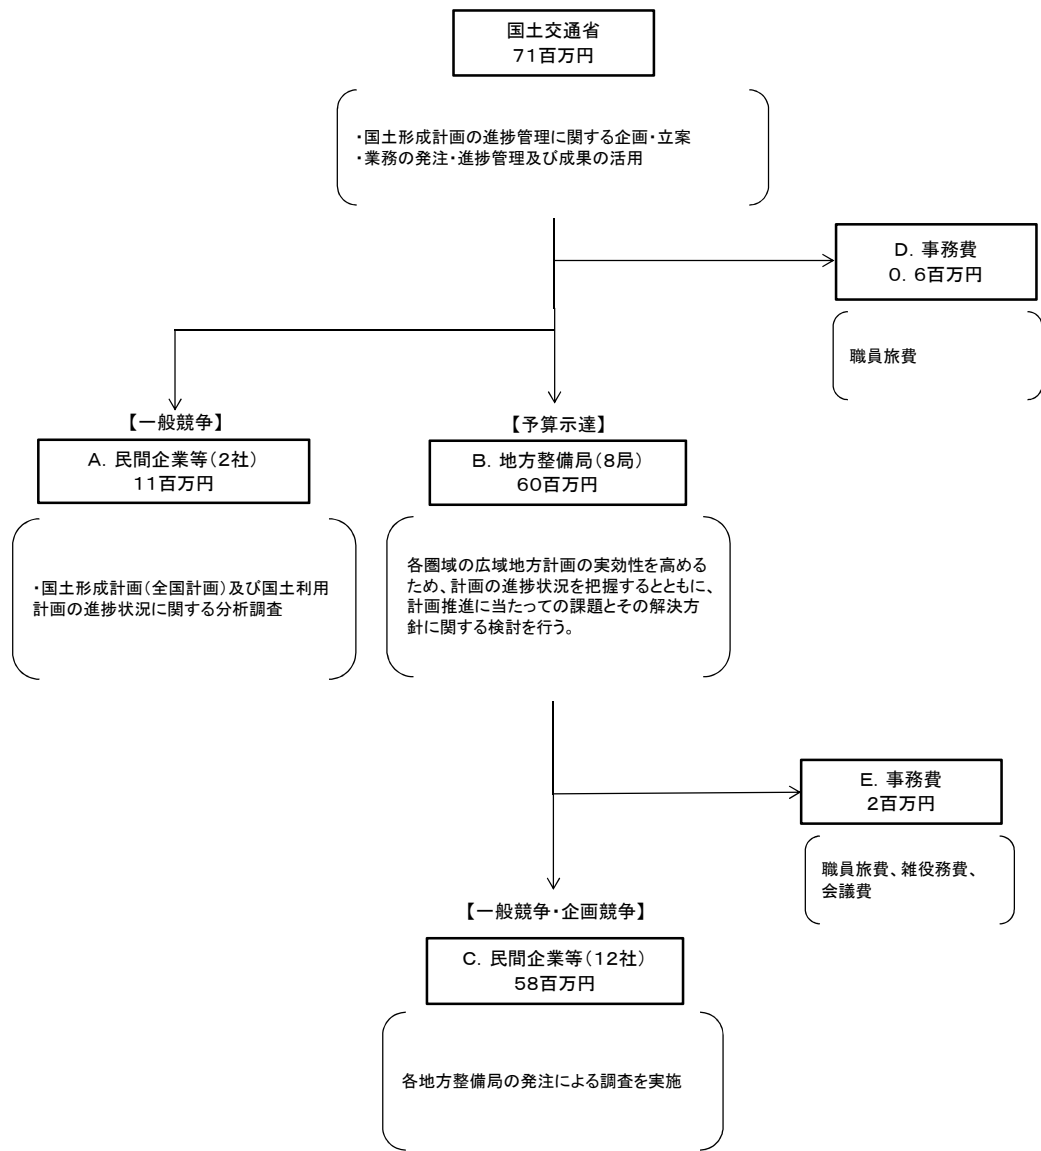 国土交通省
71百万円
・国土形成計画の進捗管理に関する企画・立案
・業務の発注・進捗管理及び成果の活用
D．事務費
0．6百万円
職員旅費
【一般競争】
A．民間企業等（2社）
11百万円
・国土形成計画（全国計画）及び国土利用
計画の進捗状況に関する分析調査
【予算示達】
B．地方整備局（8局）
60百万円
各圏域の広域地方計画の実効性を高める
ため、計画の進捗状況を把握するとともに、
計画推進に当たっての課題とその解決方
針に関する検討を行う。
E．事務費
2百万円
職員旅費、雑役務費、
会議費
【一般競争・企画競争】
C．民間企業等（12社）
58百万円
各地方整備局の発注による調査を実施